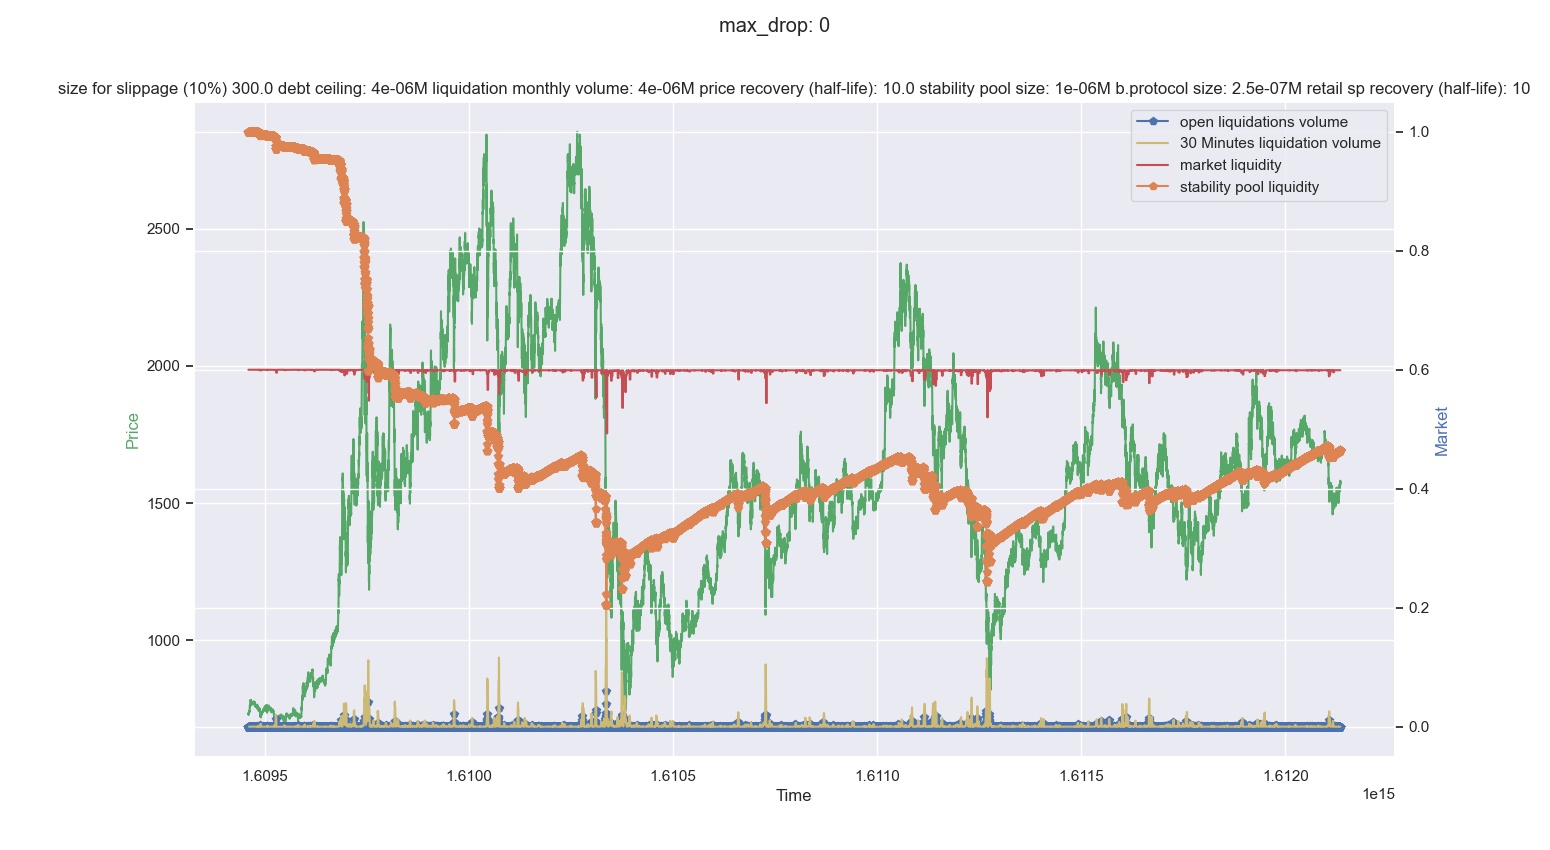 max_drop: 0
size for slippage (10%) 300.0 debt ceiling: 4e-06M liquidation monthly volume: 4e-06M price recovery (half-life): 10.0 stability pool size: 1e-06M b.protocol size: 2.5e-07M retail sp recovery (half-life): 10
open liquidations volume
30 Minutes liquidation volume
market liquidity
stability pool liquidity
2500
2000
1500
1000
Price
1.0
0.8
0.6
0.4
0.2
0.0
Market
1.6095 1.6100 1.6105 1.6110 1.6115 1.6120
Time
1e15